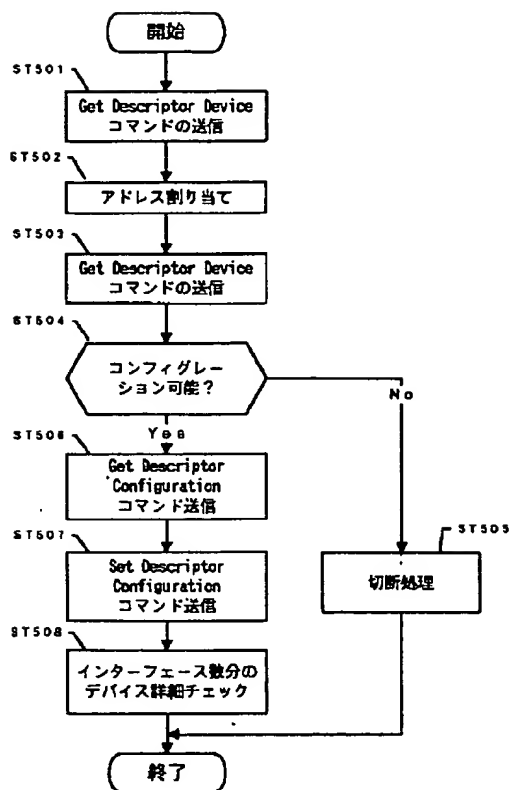 開始
ST501
Get Descriptor Device
コマンドの送信
ST502
アドレス割り当て
ST503
Get Descriptor Device
コマンドの送信
ST504
コンフィグレー
ション可能？
No
Yes
ST506
Get Descriptor
Configuration
コマンド送信
ST505
切断処理
ST507
Set Descriptor
Configuration
コマンド送信
ST508
インターフェース数分の
デバイス詳細チェック
終了